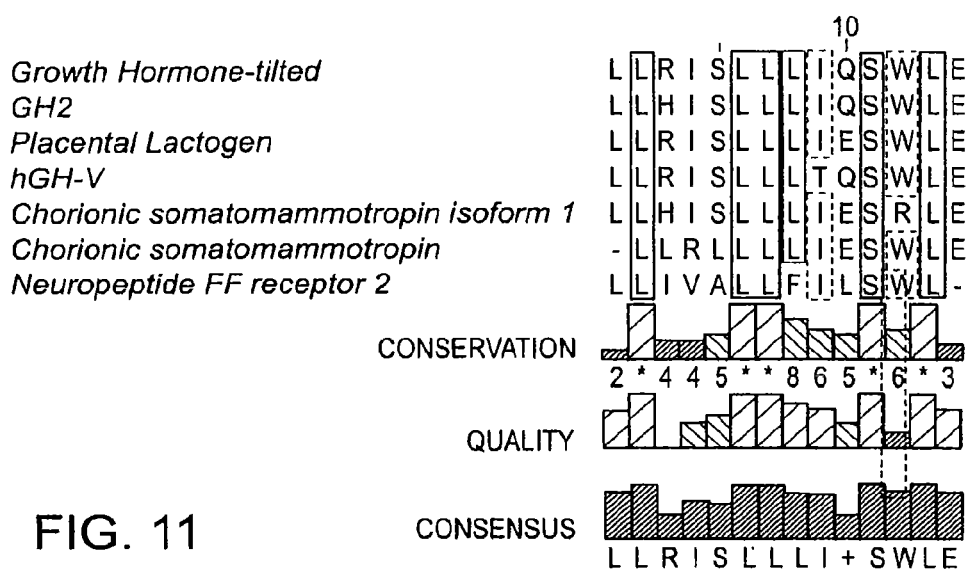 10
Growth Hormone-tilted L L R I S L L L I Q S W L E
GH2 L L H I S L L L I Q S W L E
Placental Lactogen L L R I S L L L I E S W L E
hGH-V L L R I S L L L T Q S W L E
Chorionic somatomammotropin isoform 1 L L H I S L L L I E S R L E
Chorionic somatomammotropin - L L R L L L L I E S W L E
Neuropeptide FF receptor 2 L L I V A L L F I L S W L -
CONSERVATION
2 * 4 4 5 * * 8 6 5 * 6 * 3
QUALITY
CONSENSUS
L L R I S L L L I + S W L E
FIG. 11